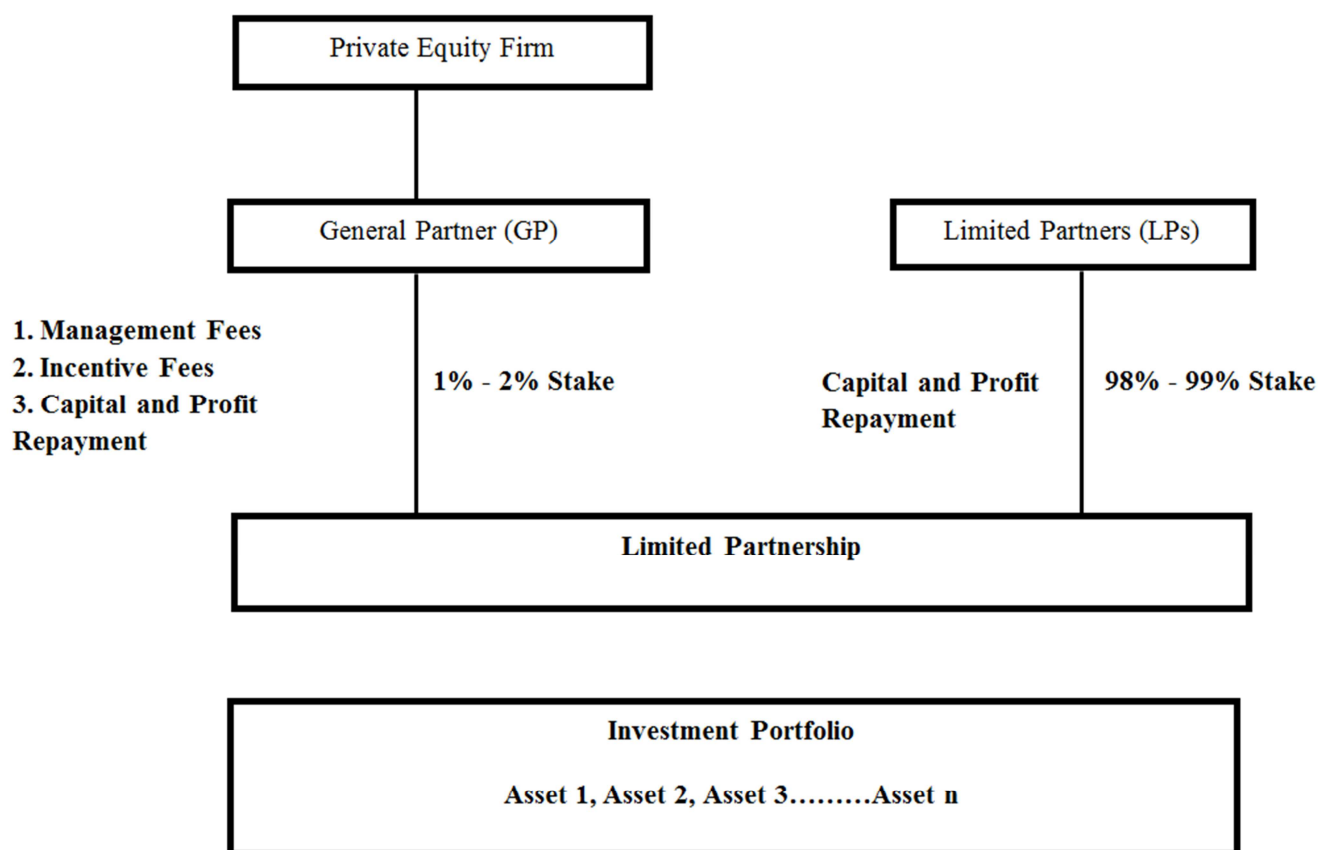 Private Equity Firm
General Partner (GP)
Limited Partners (LPs)
1. Management Fees
2. Incentive Fees
3. Capital and Profit
Repayment
1% - 2% Stake
Capital and Profit
Repayment
98% - 99% Stake
Limited Partnership
Investment Portfolio
Asset 1, Asset 2, Asset 3.........Asset n